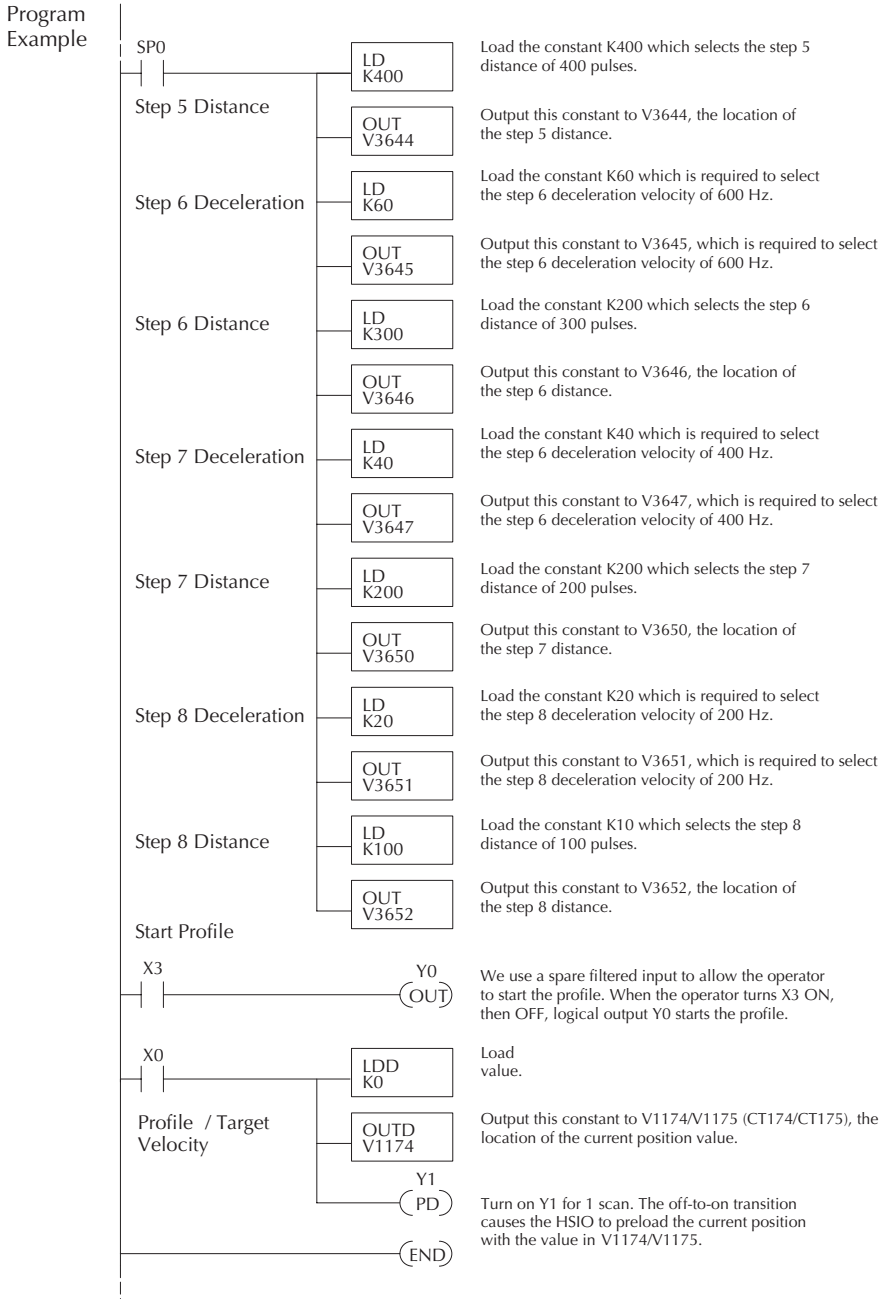 Program
Example
SP0
LD
K400
Load the constant K400 which selects the step 5
distance of 400 pulses.
Step 5 Distance
OUT
V3644
Output this constant to V3644, the location of
the step 5 distance.
Step 6 Deceleration
LD
K60
Load the constant K60 which is required to select
the step 6 deceleration velocity of 600 Hz.
OUT
V3645
Output this constant to V3645, which is required to select
the step 6 deceleration velocity of 600 Hz.
Step 6 Distance
LD
K300
Load the constant K200 which selects the step 6
distance of 300 pulses.
OUT
V3646
Output this constant to V3646, the location of
the step 6 distance.
Step 7 Deceleration
LD
K40
Load the constant K40 which is required to select
the step 6 deceleration velocity of 400 Hz.
OUT
V3647
Output this constant to V3647, which is required to select
the step 6 deceleration velocity of 400 Hz.
Step 7 Distance
LD
K200
Load the constant K200 which selects the step 7
distance of 200 pulses.
OUT
V3650
Output this constant to V3650, the location of
the step 7 distance.
Step 8 Deceleration
LD
K20
Load the constant K20 which is required to select
the step 8 deceleration velocity of 200 Hz.
OUT
V3651
Output this constant to V3651, which is required to select
the step 8 deceleration velocity of 200 Hz.
Step 8 Distance
LD
K100
Load the constant K10 which selects the step 8
distance of 100 pulses.
OUT
V3652
Output this constant to V3652, the location of
the step 8 distance.
Start Profile
X3
Y0
OUT
We use a spare filtered input to allow the operator
to start the profile. When the operator turns X3 ON,
then OFF, logical output Y0 starts the profile.
X0
LDD
K0
Load
value.
Profile / Target
Velocity
OUTD
V1174
Output this constant to V1174/V1175 (CT174/CT175), the
location of the current position value.
Y1
PD
Turn on Y1 for 1 scan. The off-to-on transition
causes the HSIO to preload the current position
with the value in V1174/V1175.
END